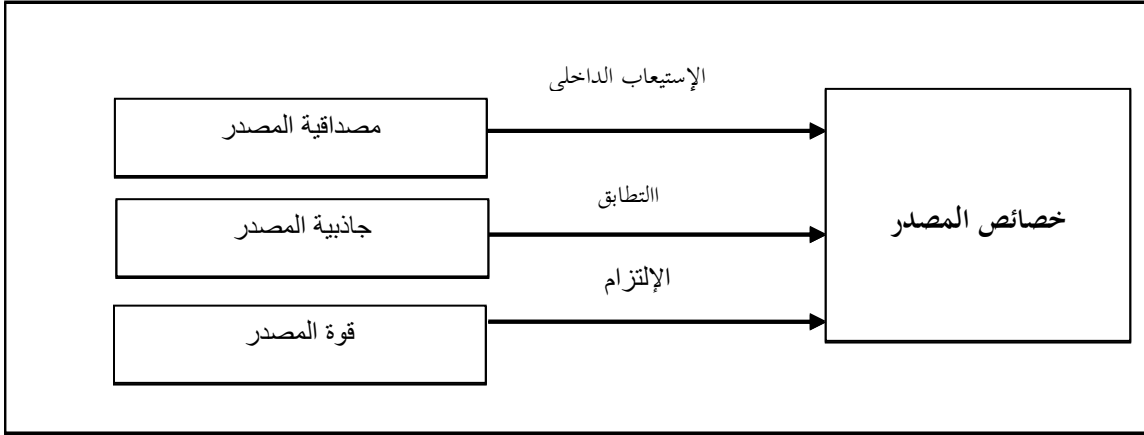 الإستيعاب الداخلى
مصداقية المصدر
االتطابق
جاذبية المصدر
خصائص المصدر
الإلتزام
قوة المصدر